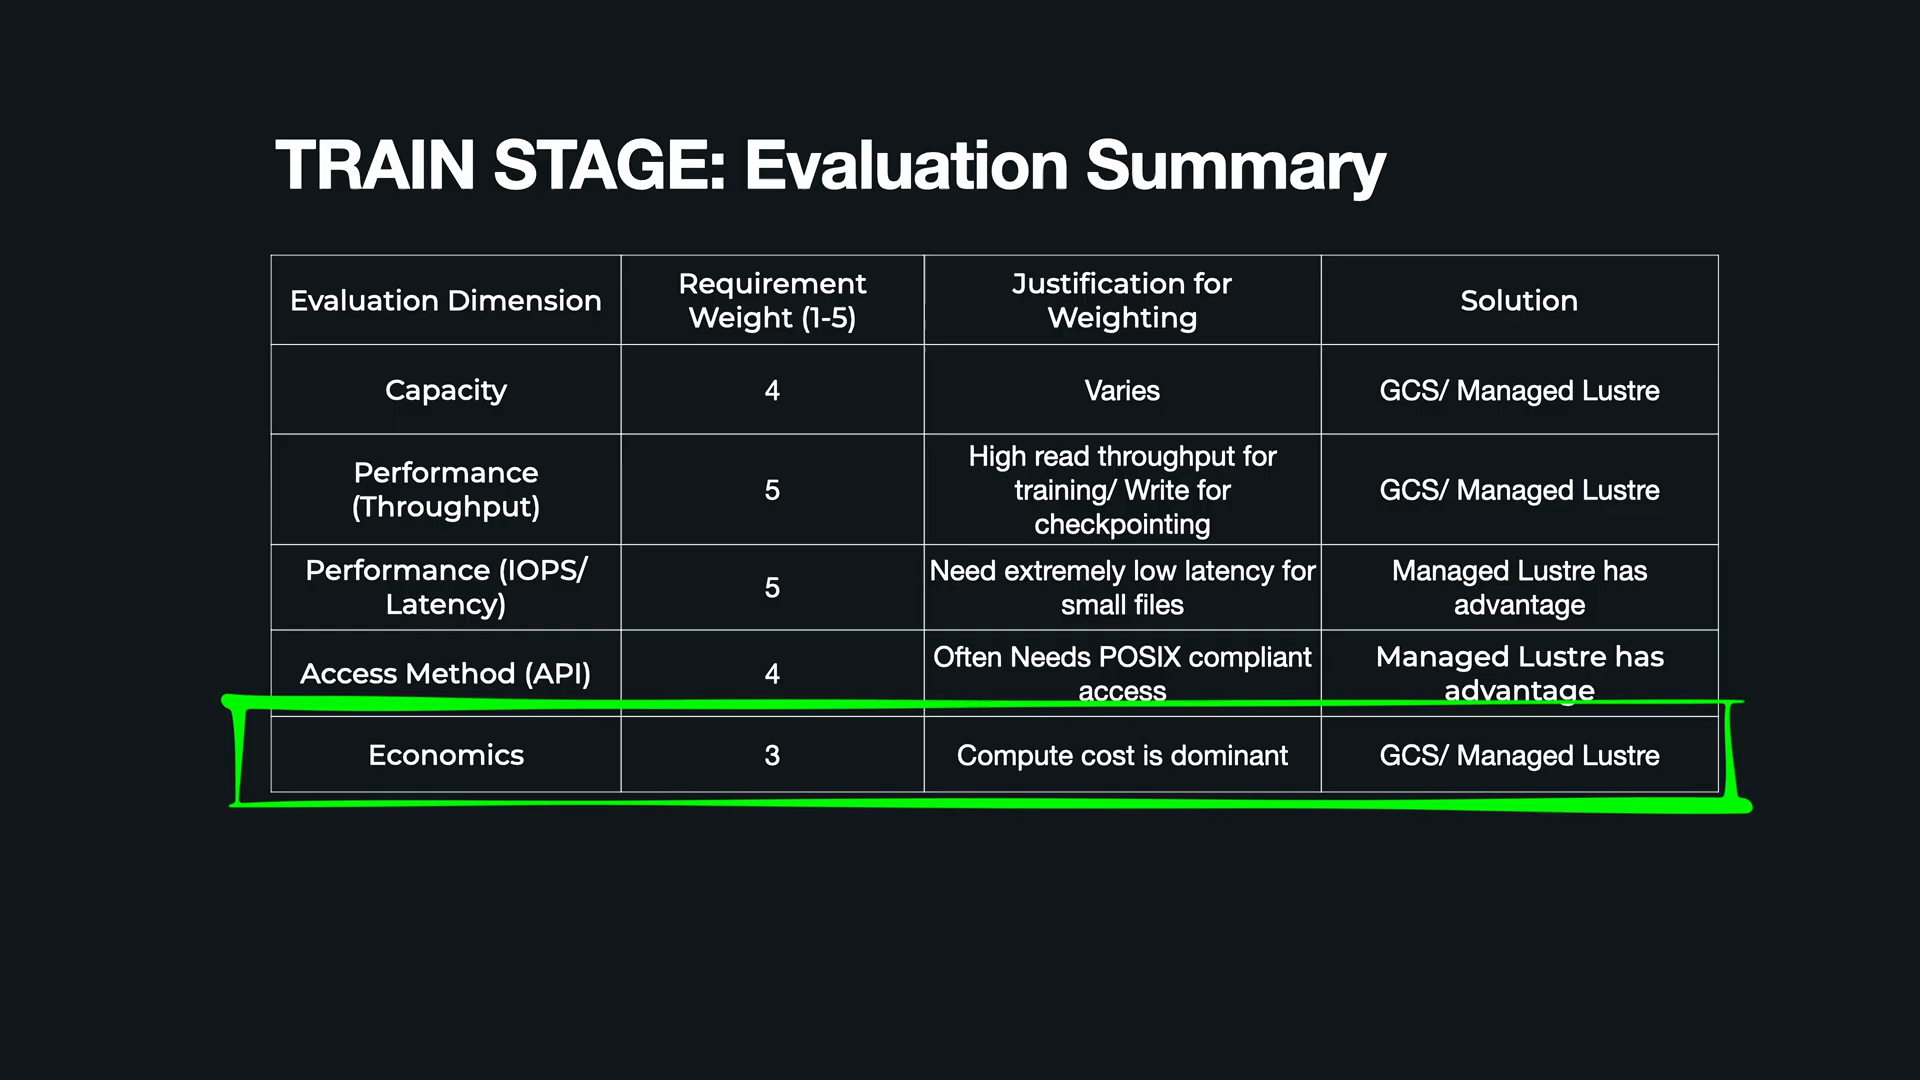 TRAIN STAGE: Evaluation Summary
Evaluation Dimension
Requirement
Weight (1-5)
Justification for
Weighting
Solution
Capacity
4
Varies
GCS/ Managed Lustre
Performance
(Throughput)
5
High read throughput for
training/ Write for
checkpointing
GCS/ Managed Lustre
Performance (IOPS/
Latency)
5
Need extremely low latency for
small files
Managed Lustre has
advantage
Access Method (API)
4
Often Needs POSIX compliant
access
Managed Lustre has
advantage
Economics
3
Compute cost is dominant
GCS/ Managed Lustre